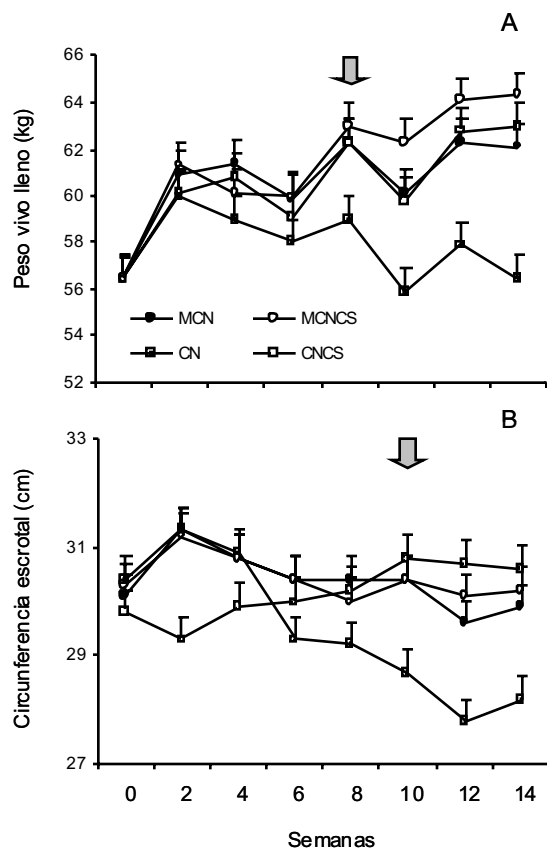 A
66
64
62
60
58
56
54
52
Peso vivo lleno (kg)
MCN
MCNCS
CN
CNCS
B
33
31
29
27
Circunferencia escrotal (cm)
0 2 4 6 8 10 12 14
Semanas